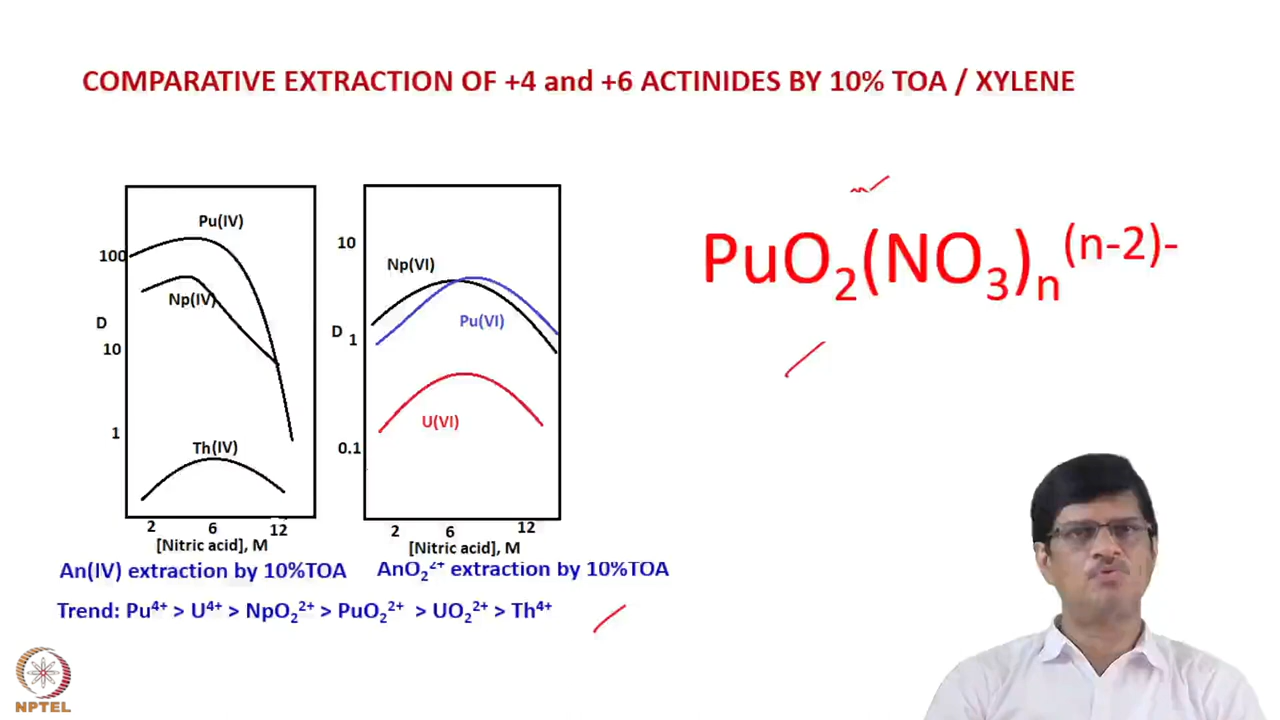 COMPARATIVE EXTRACTION OF +4 and +6 ACTINIDES BY 10% TOA / XYLENE
Pu(IV)
100
Np(IV)
D
10
1
Th(IV)
2 6 12
[Nitric acid], M
An(IV) extraction by 10%TOA
10
Np(VI)
Pu(VI)
D
1
U(VI)
0.1
2 6 12
[Nitric acid], M
AnO₂²⁺ extraction by 10%TOA
Trend: Pu⁴⁺ > U⁴⁺ > NpO₂²⁺ > PuO₂²⁺ > UO₂²⁺ > Th⁴⁺
PuO₂(NO₃)ₙ⁽ⁿ⁻²⁾⁻
NPTEL